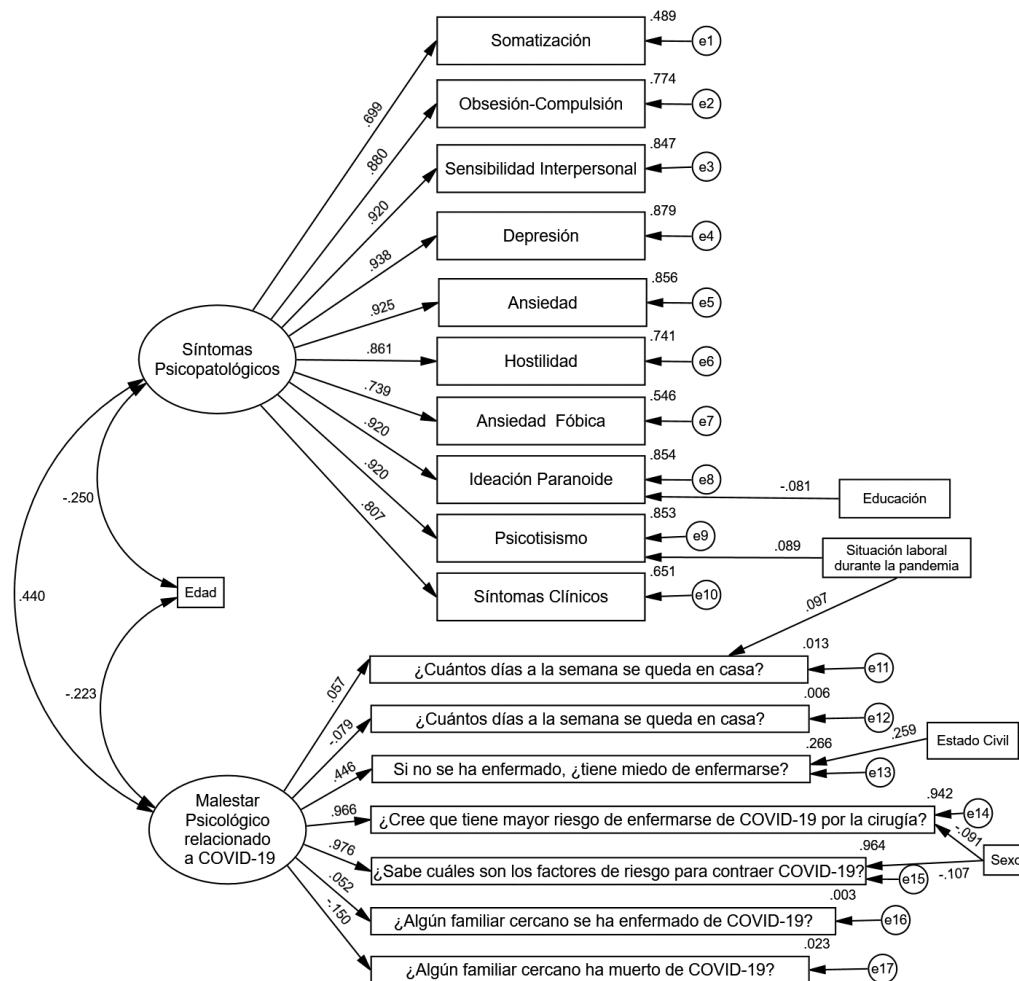 .489
Somatización
e1
.699
.774
Obsesión-Compulsión
e2
.880
.847
Sensibilidad Interpersonal
e3
.920
.879
Depresión
e4
.938
.856
Ansiedad
e5
.925
.741
Hostilidad
e6
.861
Síntomas
Psicopatológicos
.546
Ansiedad Fóbica
e7
.739
.854
Ideación Paranoide
e8
.920
-.081
Educación
.853
Psicotisismo
e9
.920
.089
Situación laboral
durante la pandemia
.651
Síntomas Clínicos
e10
.807
-.250
Edad
.440
-.223
.097
.013
¿Cuántos días a la semana se queda en casa?
e11
.057
.006
¿Cuántos días a la semana se queda en casa?
e12
-.079
.266
Si no se ha enfermado, ¿tiene miedo de enfermarse?
e13
.446
.259
Estado Civil
Malestar
Psicológico
relacionado
a COVID-19
.942
¿Cree que tiene mayor riesgo de enfermarse de COVID-19 por la cirugía?
e14
.966
-.091
.964
¿Sabe cuáles son los factores de riesgo para contraer COVID-19?
e15
.976
-.107
Sexo
.003
¿Algún familiar cercano se ha enfermado de COVID-19?
e16
.052
.023
¿Algún familiar cercano ha muerto de COVID-19?
e17
-.150